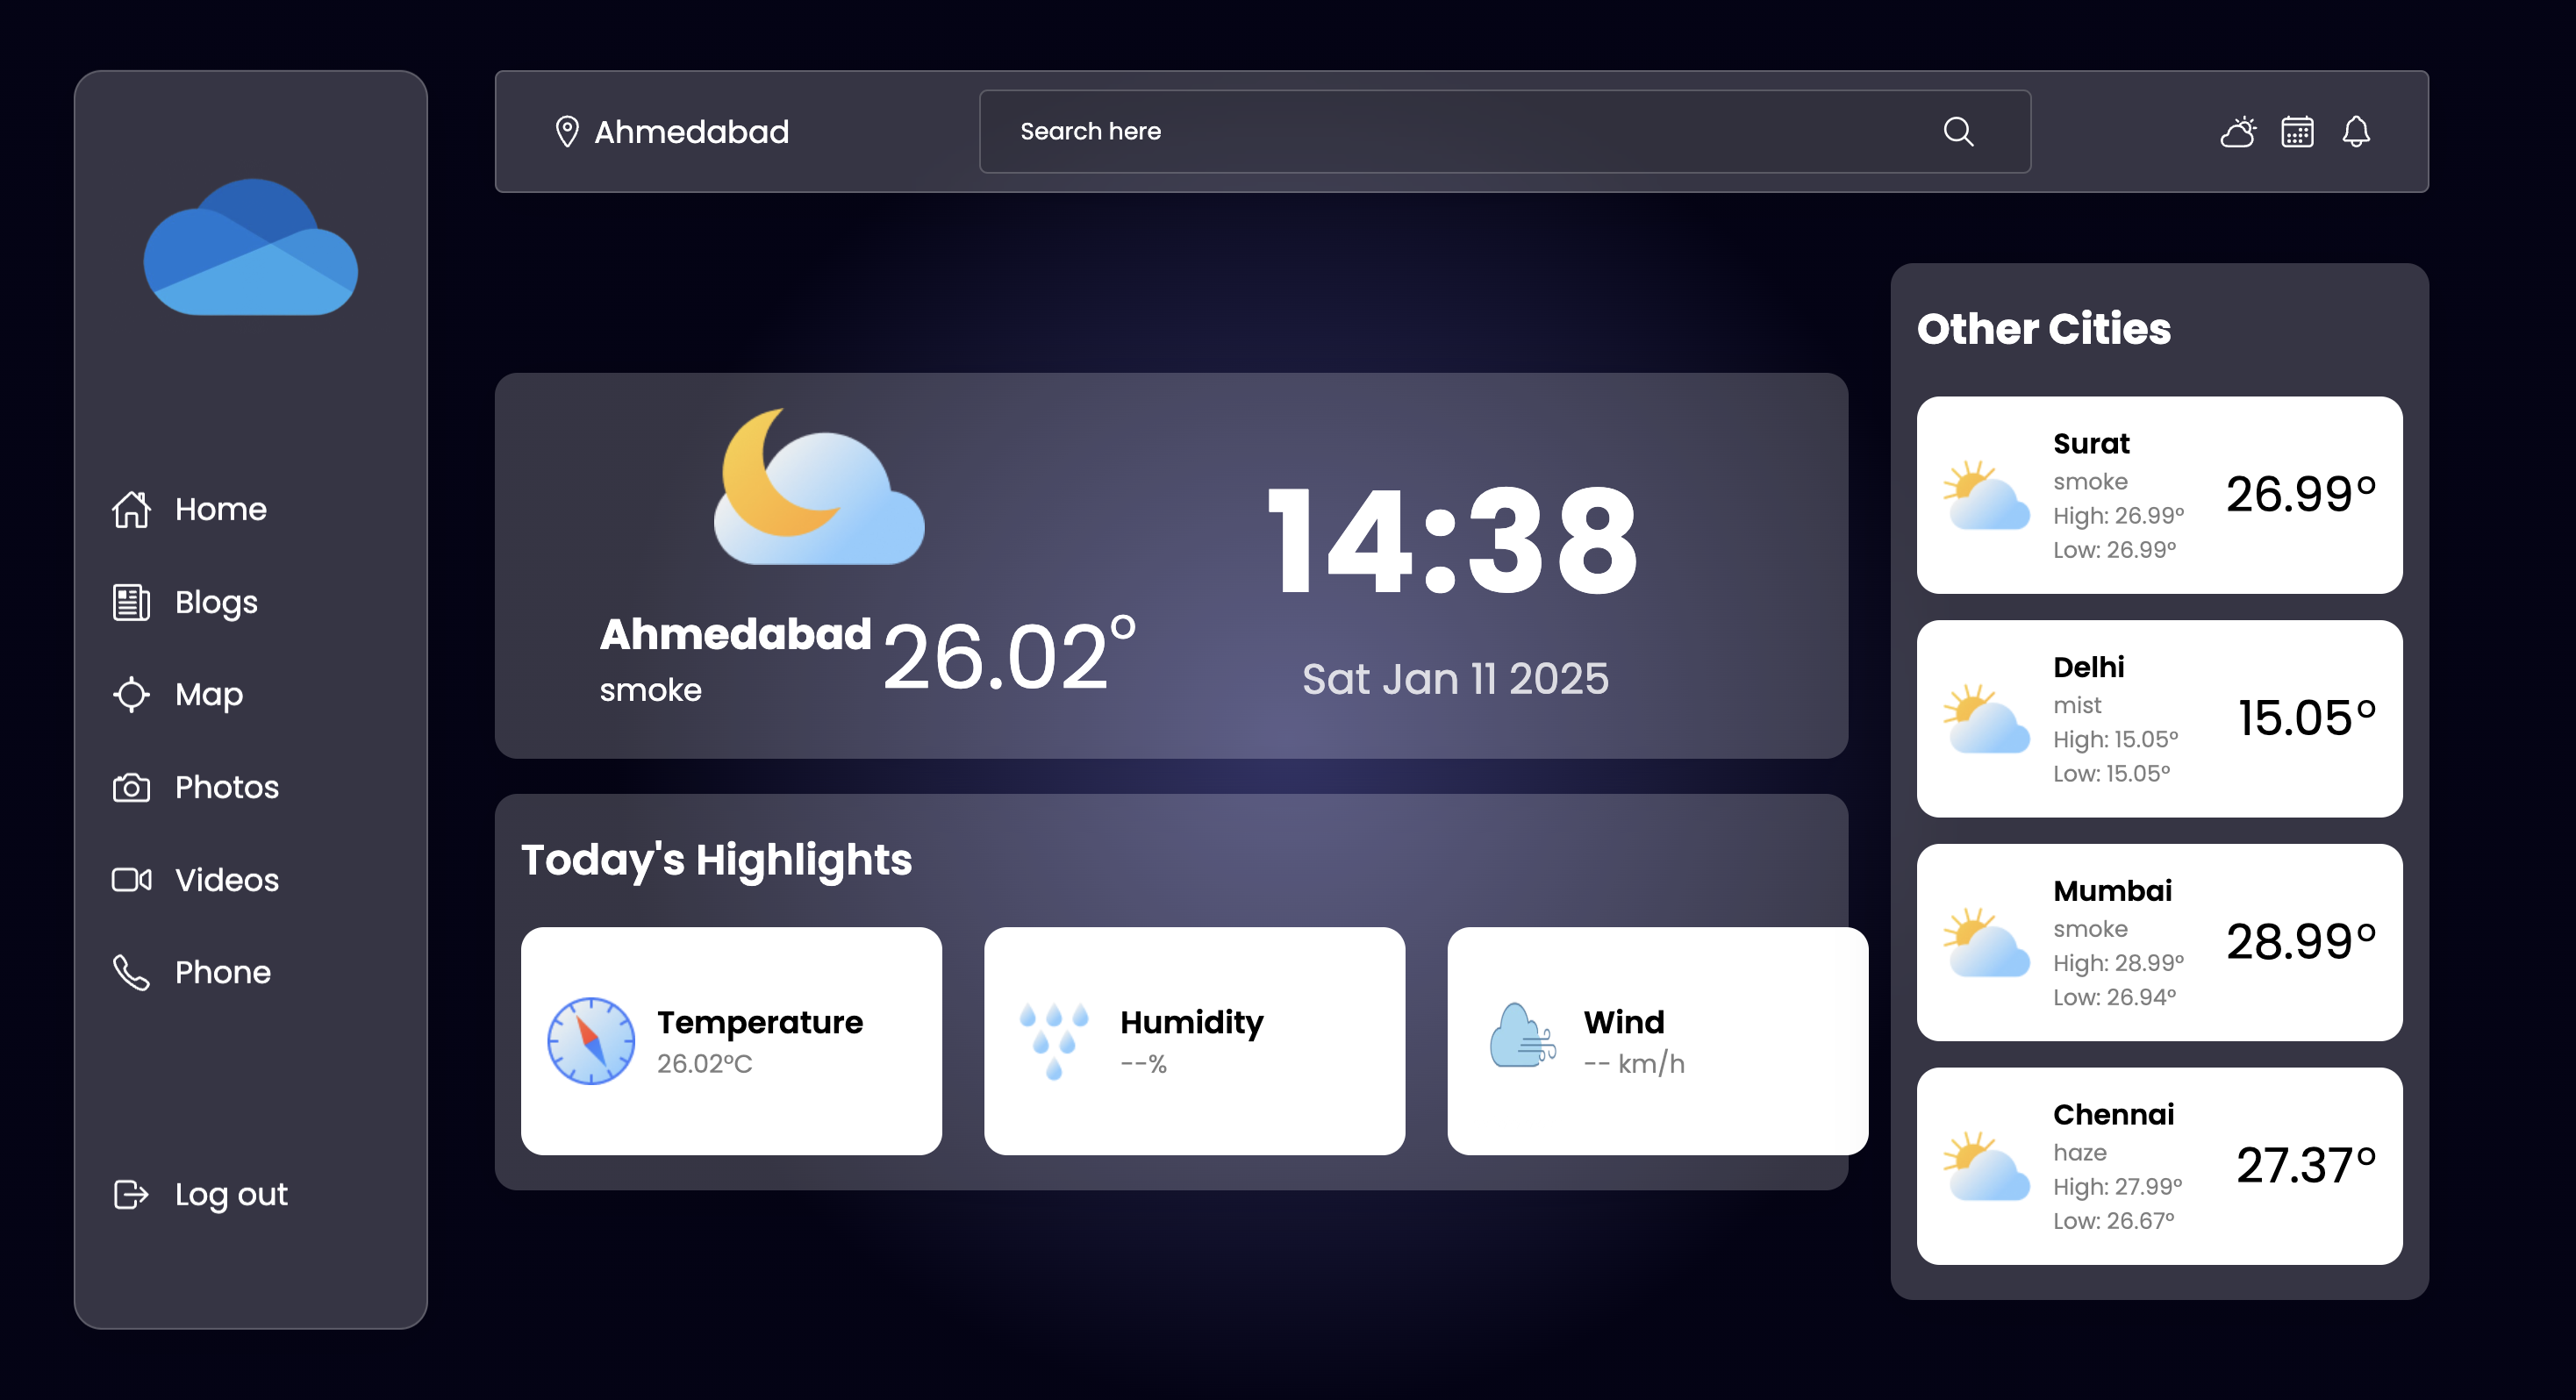 Ahmedabad
Search here
Home
Blogs
Map
Photos
Videos
Phone
Log out
Ahmedabad
smoke
26.02°
14:38
Sat Jan 11 2025
Today's Highlights
Temperature
26.02°C
Humidity
--%
Wind
-- km/h
Other Cities
Surat
smoke
High: 26.99°
Low: 26.99°
26.99°
Delhi
mist
High: 15.05°
Low: 15.05°
15.05°
Mumbai
smoke
High: 28.99°
Low: 26.94°
28.99°
Chennai
haze
High: 27.99°
Low: 26.67°
27.37°